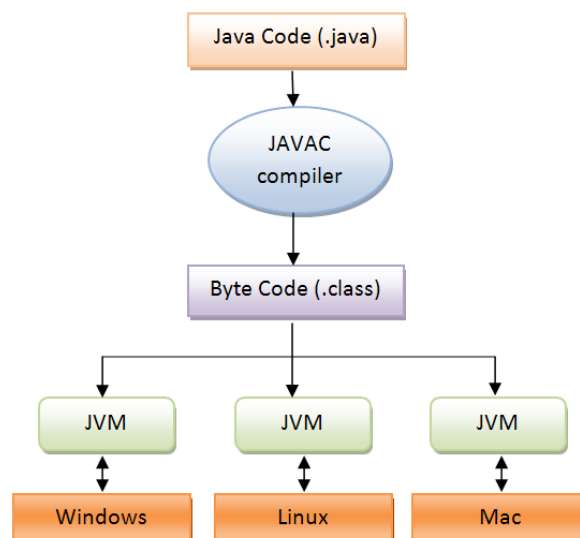 Java Code (.java)
JAVAC
compiler
Byte Code (.class)
JVM
JVM
JVM
Windows
Linux
Mac